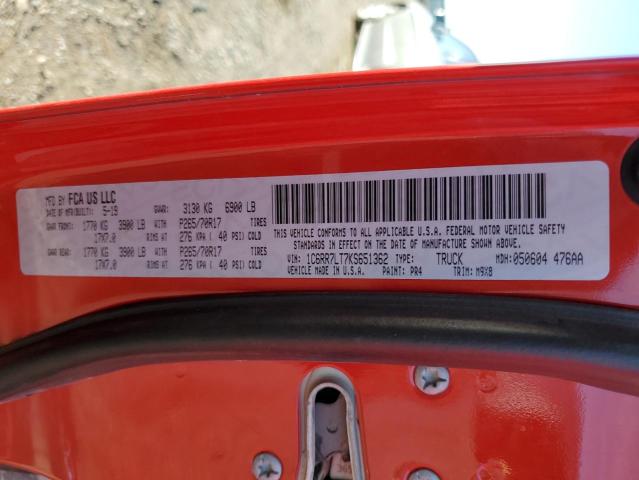 MFD BY FCA US LLC
DATE OF MFR(BUILT): 5-19 GVWR: 3130 KG 6900 LB
GAWR FRONT: 1770 KG 3900 LB WITH P265/70R17 TIRES
17X7.0 RIMS AT 276 KPA ( 40 PSI) COLD
GAWR REAR: 1770 KG 3900 LB WITH P265/70R17 TIRES
17X7.0 RIMS AT 276 KPA ( 40 PSI) COLD
THIS VEHICLE CONFORMS TO ALL APPLICABLE U.S.A. FEDERAL MOTOR VEHICLE SAFETY
STANDARDS IN EFFECT ON THE DATE OF MANUFACTURE SHOWN ABOVE.
VIN: 1C6RR7LT7KS651362 TYPE: TRUCK MDH: 050604 476AA
VEHICLE MADE IN U.S.A. PAINT: PR4 TRIM: M9X8